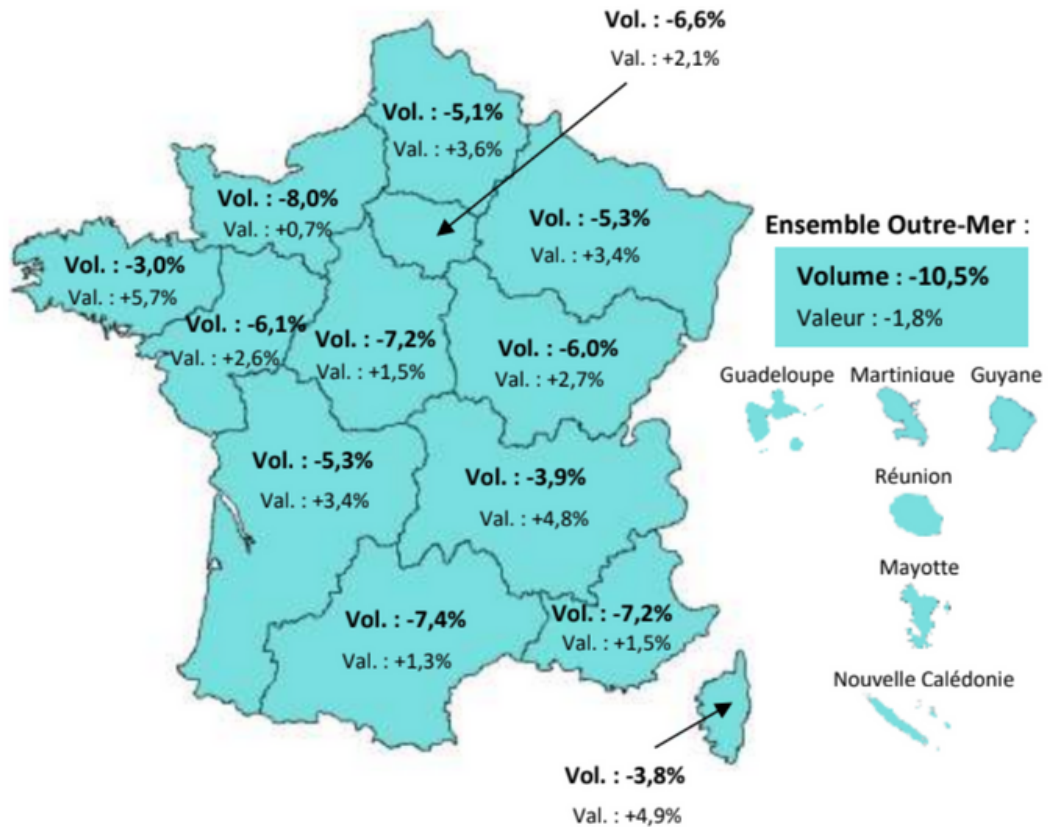 Vol. : -6,6%
Val. : +2,1%
Vol. : -5,1%
Val. : +3,6%
Vol. : -8,0%
Val. : +0,7%
Vol. : -5,3%
Val. : +3,4%
Vol. : -3,0%
Val. : +5,7%
Vol. : -6,1%
Val. : +2,6%
Vol. : -7,2%
Val. : +1,5%
Vol. : -6,0%
Val. : +2,7%
Vol. : -5,3%
Val. : +3,4%
Vol. : -3,9%
Val. : +4,8%
Vol. : -7,4%
Val. : +1,3%
Vol. : -7,2%
Val. : +1,5%
Vol. : -3,8%
Val. : +4,9%
Ensemble Outre-Mer :
Volume : -10,5%
Valeur : -1,8%
Guadeloupe Martinique Guyane
Réunion
Mayotte
Nouvelle Calédonie